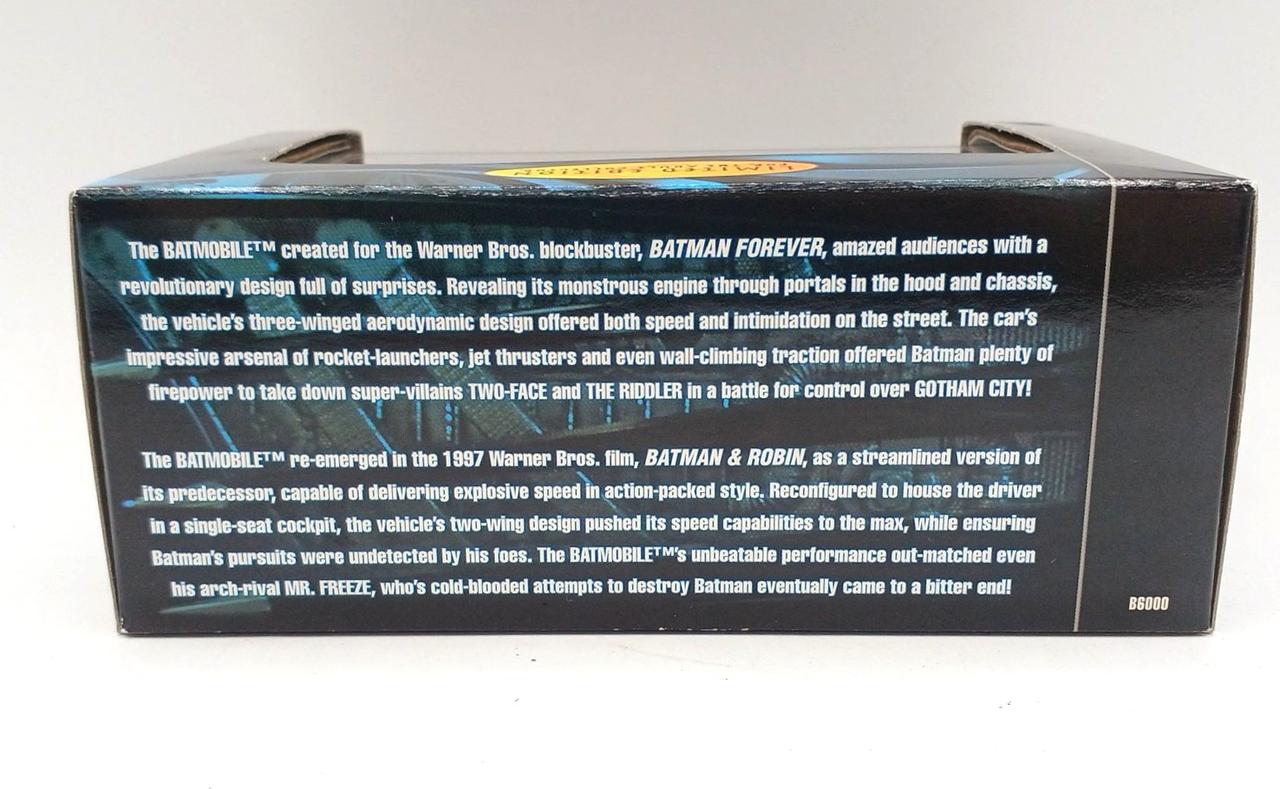 LIMITED EDITION
The BATMOBILE™ created for the Warner Bros. blockbuster, BATMAN FOREVER, amazed audiences with a
revolutionary design full of surprises. Revealing its monstrous engine through portals in the hood and chassis,
the vehicle's three-winged aerodynamic design offered both speed and intimidation on the street. The car's
impressive arsenal of rocket-launchers, jet thrusters and even wall-climbing traction offered Batman plenty of
firepower to take down super-villains TWO-FACE and THE RIDDLER in a battle for control over GOTHAM CITY!
The BATMOBILE™ re-emerged in the 1997 Warner Bros. film, BATMAN & ROBIN, as a streamlined version of
its predecessor, capable of delivering explosive speed in action-packed style. Reconfigured to house the driver
in a single-seat cockpit, the vehicle's two-wing design pushed its speed capabilities to the max, while ensuring
Batman's pursuits were undetected by his foes. The BATMOBILE™'s unbeatable performance out-matched even
his arch-rival MR. FREEZE, who's cold-blooded attempts to destroy Batman eventually came to a bitter end!
B6000